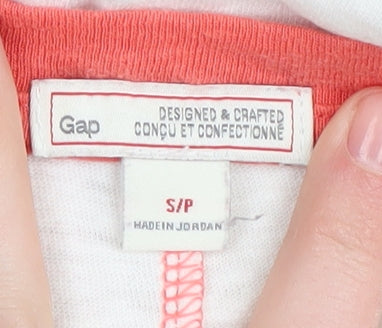 Gap
DESIGNED & CRAFTED
CONÇU ET CONFECTIONNÉ
S/P
MADE IN JORDAN